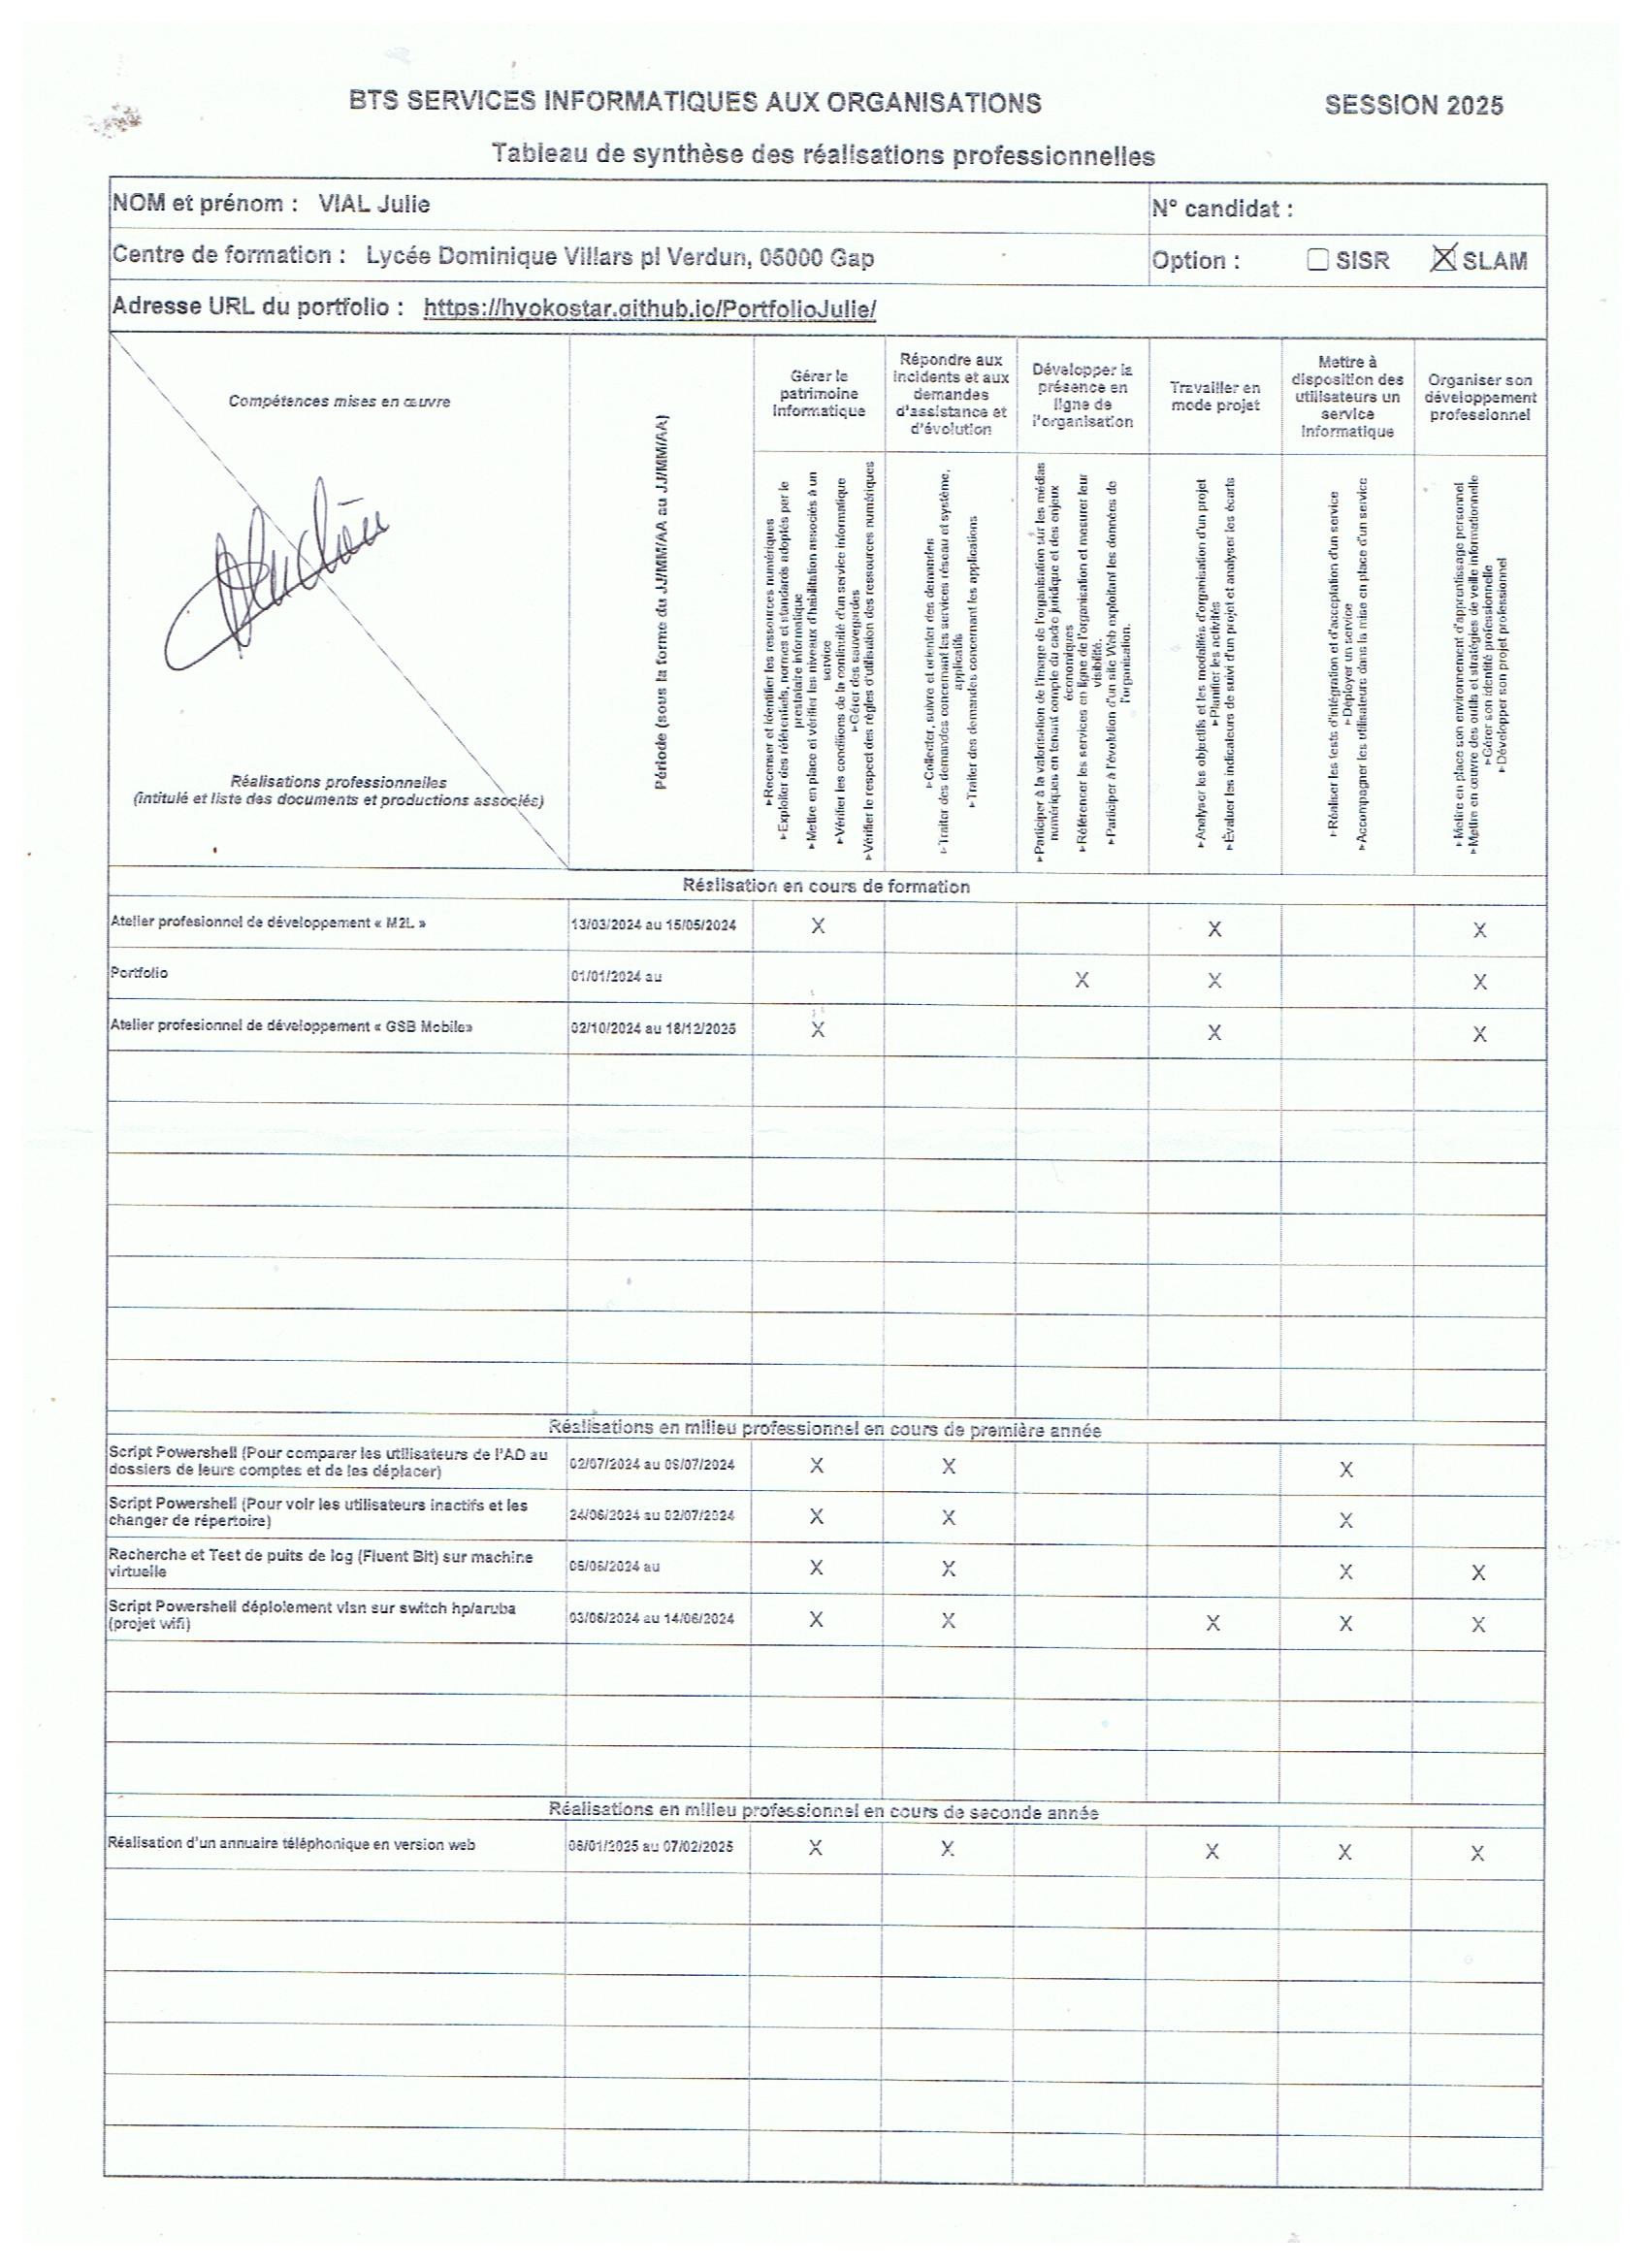 BTS SERVICES INFORMATIQUES AUX ORGANISATIONS
SESSION 2025
Tableau de synthèse des réalisations professionnelles
NOM et prénom : VIAL Julie
N° candidat :
Centre de formation : Lycée Dominique Villars pl Verdun, 05000 Gap
Option : SISR SLAM
Adresse URL du portfolio : https://hyokostar.github.io/PortfolioJulie/
Compétences mises en œuvre
Réalisations professionnelles
(intitulé et liste des documents et productions associés)
Période (sous la forme du JJ/MM/AA au JJ/MM/AA)
Gérer le
patrimoine
Informatique
Répondre aux
incidents et aux
demandes
d'assistance et
d'évolution
Développer la
présence en
ligne de
l'organisation
Travailler en
mode projet
Mettre à
disposition des
utilisateurs un
service
Informatique
Organiser son
développement
professionnel
▸Recenser et identifier les ressources numériques
▸Exploiter des référentiels, normes et standards adoptés par le
prestataire informatique
▸Mettre en place et vérifier les niveaux d'habilitation associés à un
service
▸Vérifier les conditions de la continuité d'un service informatique
▸Gérer des sauvegardes
▸Vérifier le respect des règles d'utilisation des ressources numériques
▸Collecter, suivre et orienter des demandes
▸Traiter des demandes concernant les services réseau et système,
applicatifs
▸Traiter des demandes concernant les applications
▸Participer à la valorisation de l'image de l'organisation sur les médias
numériques en tenant compte du cadre juridique et des enjeux
économiques
▸Référencer les services en ligne de l'organisation et mesurer leur
visibilité.
▸Participer à l'évolution d'un site Web exploitant les données de
l'organisation.
▸Analyser les objectifs et les modalités d'organisation d'un projet
▸Planifier les activités
▸Évaluer les indicateurs de suivi d'un projet et analyser les écarts
▸Réaliser les tests d'intégration et d'acceptation d'un service
▸Déployer un service
▸Accompagner les utilisateurs dans la mise en place d'un service
▸Mettre en place son environnement d'apprentissage personnel
▸Mettre en œuvre des outils et stratégies de veille informationnelle
▸Gérer son identité professionnelle
▸Développer son projet professionnel
Réalisation en cours de formation
Atelier profesionnel de développement « M2L » 13/03/2024 au 15/05/2024 X X X
Portfolio 01/01/2024 au X X X
Atelier profesionnel de développement « GSB Mobile» 02/10/2024 au 18/12/2025 X X X
Réalisations en milieu professionnel en cours de première année
Script Powershell (Pour comparer les utilisateurs de l'AD au
dossiers de leurs comptes et de les déplacer) 02/07/2024 au /07/2024 X X X
Script Powershell (Pour voir les utilisateurs inactifs et les
changer de répertoire) 24/06/2024 au 02/07/2024 X X X
Recherche et Test de puits de log (Fluent Bit) sur machine
virtuelle 06/06/2024 au X X X X
Script Powershell déploiement vlan sur switch hp/aruba
(projet wifi) 03/06/2024 au 14/06/2024 X X X X X
Réalisations en milieu professionnel en cours de seconde année
Réalisation d'un annuaire téléphonique en version web 06/01/2025 au 07/02/2025 X X X X X